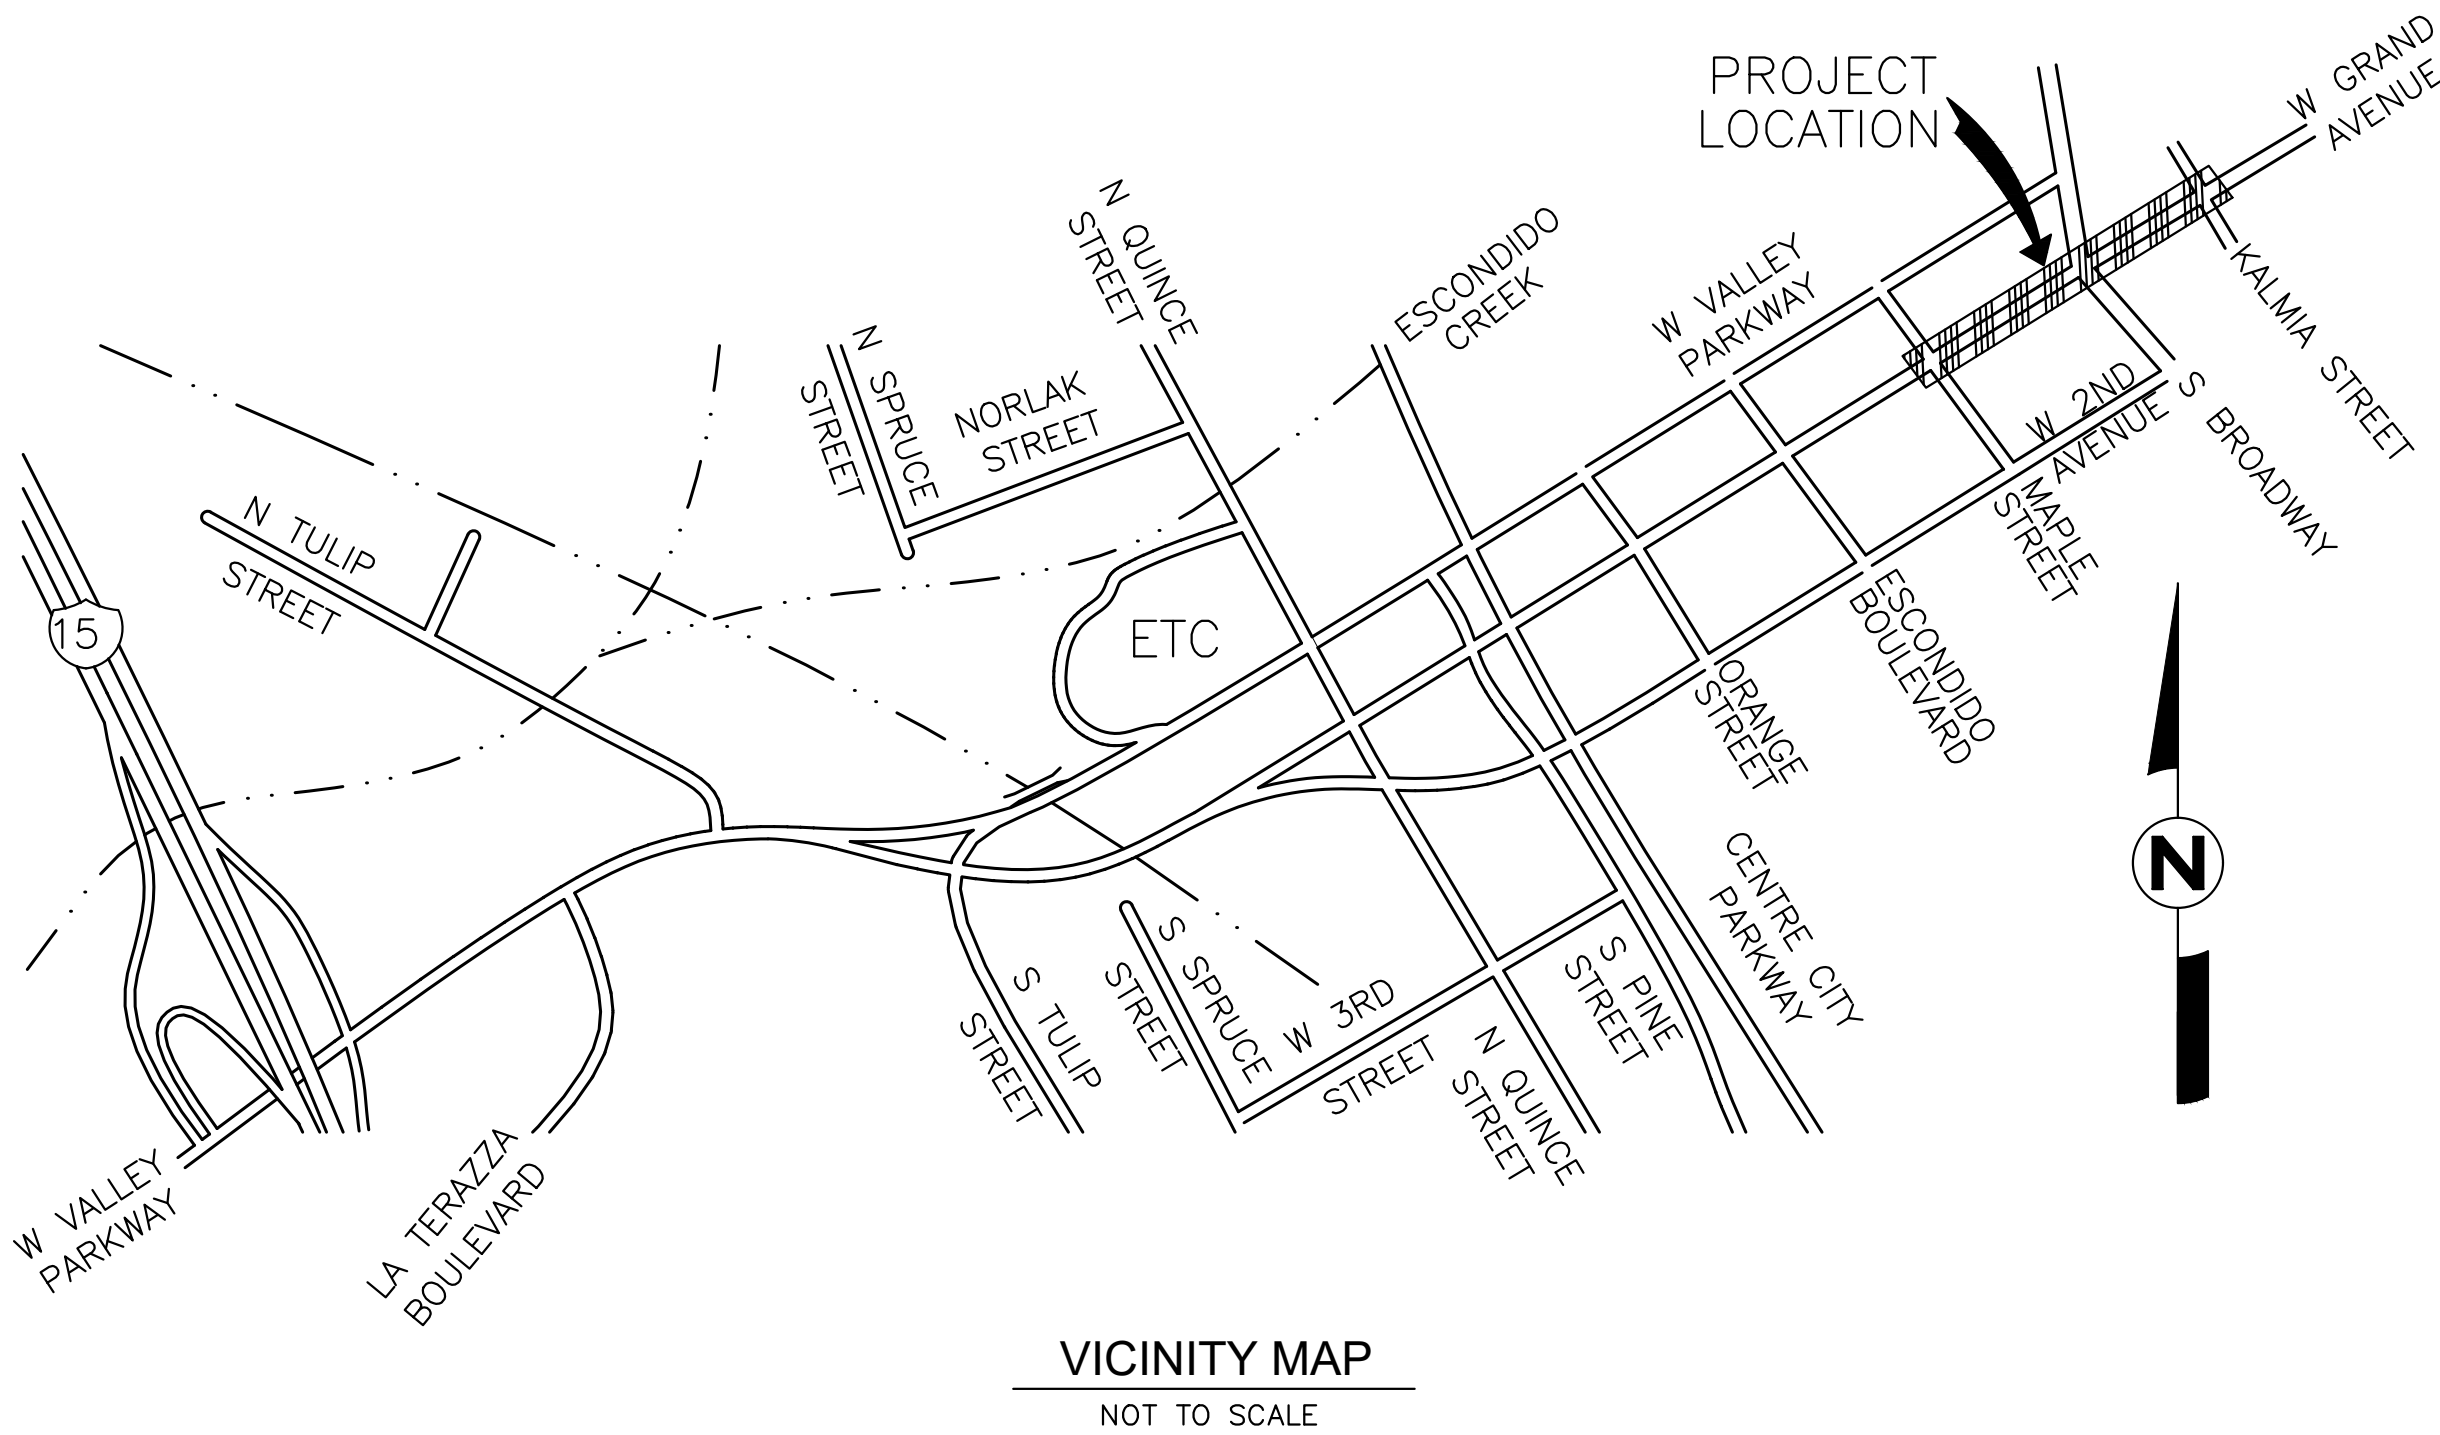 PROJECT
LOCATION
W GRAND
AVENUE
N QUINCE
STREET
ESCONDIDO
CREEK
W VALLEY
PARKWAY
KALMIA STREET
N SPRUCE
STREET
NORLAK
STREET
W 2ND
AVENUE
S BROADWAY
N TULIP
STREET
MAPLE
STREET
15
ETC
ESCONDIDO
BOULEVARD
ORANGE
STREET
CENTRE CITY
PARKWAY
N
S SPRUCE
STREET
S TULIP
STREET
W 3RD
STREET
S PINE
STREET
N QUINCE
STREET
W VALLEY
PARKWAY
LA TERAZZA
BOULEVARD
VICINITY MAP
NOT TO SCALE